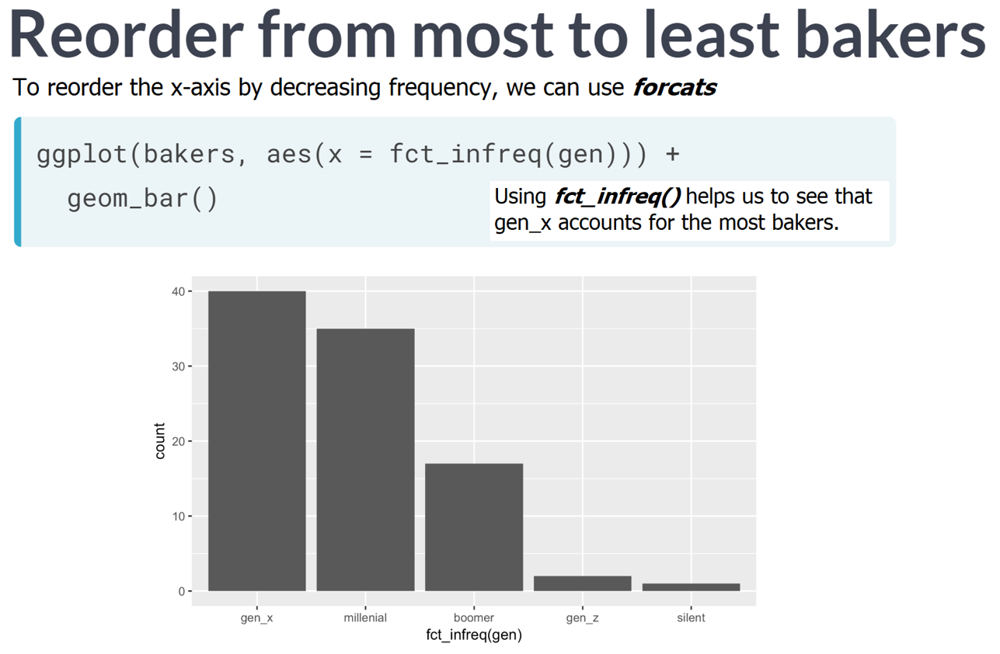 Reorder from most to least bakers
To reorder the x-axis by decreasing frequency, we can use forcats
ggplot(bakers, aes(x = fct_infreq(gen))) +
  geom_bar()
Using fct_infreq() helps us to see that
gen_x accounts for the most bakers.
40
30
20
10
0
count
gen_x millenial boomer gen_z silent
fct_infreq(gen)